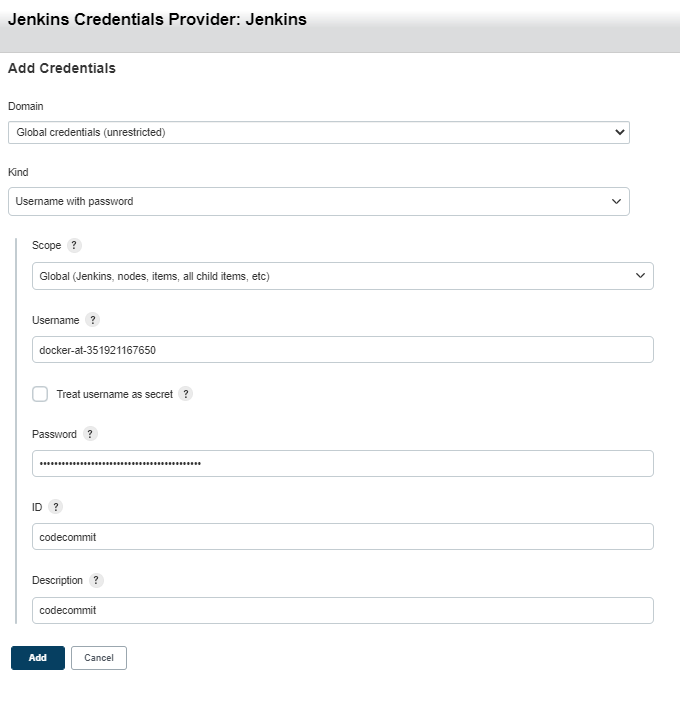 Jenkins Credentials Provider: Jenkins
Add Credentials
Domain
Global credentials (unrestricted)
Kind
Username with password
Scope ?
Global (Jenkins, nodes, items, all child items, etc)
Username ?
docker-at-351921167650
Treat username as secret ?
Password ?
••••••••••••••••••••••••••••••••••••••••••••
ID ?
codecommit
Description ?
codecommit
Add Cancel